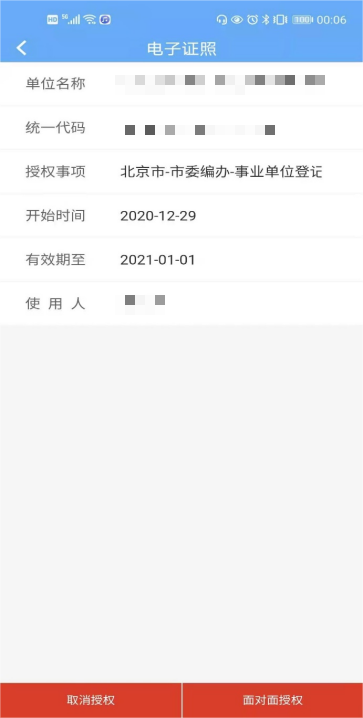 HD 5G 100 00:06
电子证照
单位名称
统一代码
授权事项 北京市-市委编办-事业单位登记
开始时间 2020-12-29
有效期至 2021-01-01
使 用 人
取消授权 面对面授权